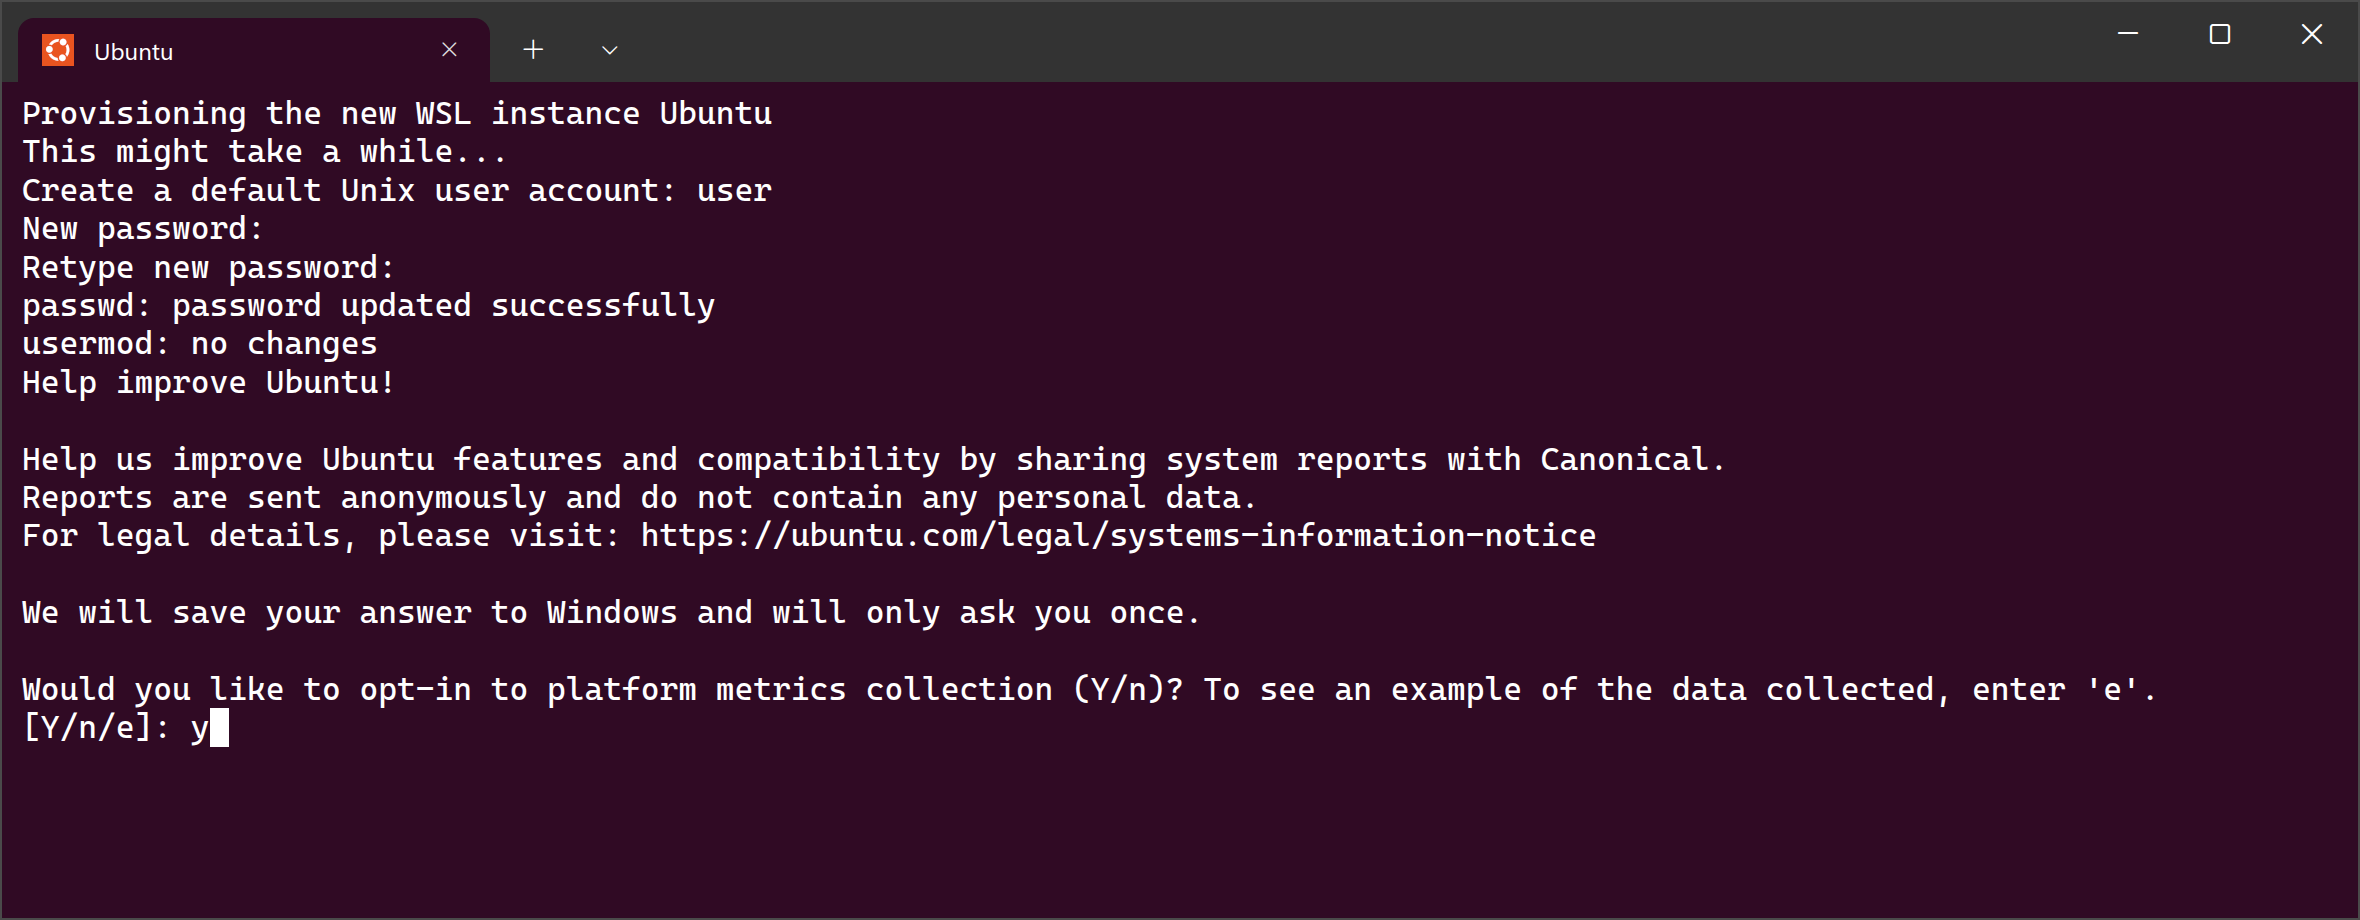 Ubuntu
Provisioning the new WSL instance Ubuntu
This might take a while...
Create a default Unix user account: user
New password:
Retype new password:
passwd: password updated successfully
usermod: no changes
Help improve Ubuntu!
Help us improve Ubuntu features and compatibility by sharing system reports with Canonical.
Reports are sent anonymously and do not contain any personal data.
For legal details, please visit: https://ubuntu.com/legal/systems-information-notice
We will save your answer to Windows and will only ask you once.
Would you like to opt-in to platform metrics collection (Y/n)? To see an example of the data collected, enter 'e'.
[Y/n/e]: y